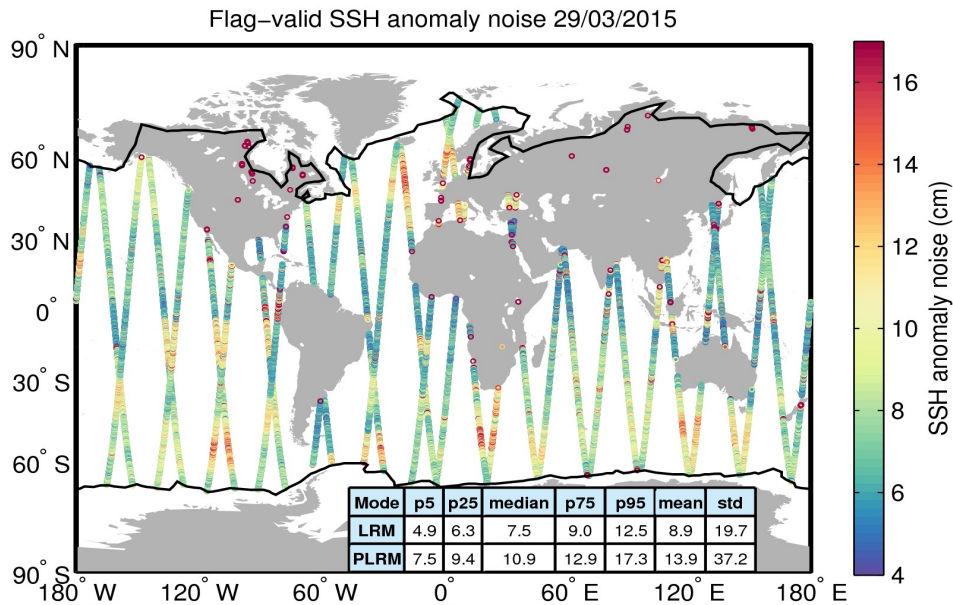 Flag−valid SSH anomaly noise 29/03/2015
90° N
60° N
30° N
0°
30° S
60° S
90° S
180° W
120° W
60° W
0°
60° E
120° E
180° E
Mode p5 p25 median p75 p95 mean std
LRM 4.9 6.3 7.5 9.0 12.5 8.9 19.7
PLRM 7.5 9.4 10.9 12.9 17.3 13.9 37.2
16
14
12
10
8
6
4
SSH anomaly noise (cm)